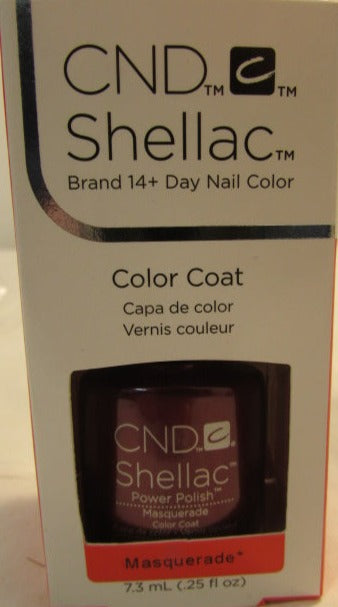 CND™ ™
Shellac™
Brand 14+ Day Nail Color
Color Coat
Capa de color
Vernis couleur
CND ®
Shellac™
Power Polish™
Masquerade
Color Coat
Masquerade*
7.3 mL (.25 fl oz)